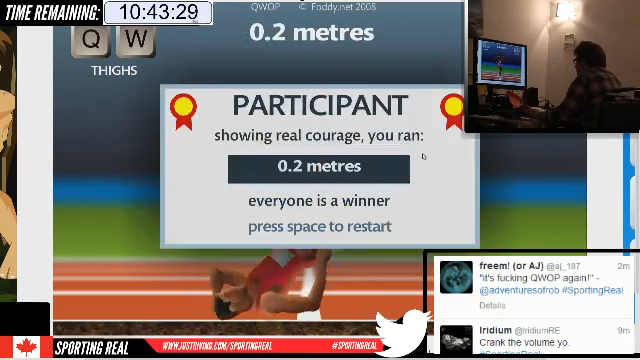 TIME REMAINING: 10:43:29
QWOP © Foddy.net 2008
Q W
THIGHS
0.2 metres
PARTICIPANT
showing real courage, you ran:
0.2 metres
everyone is a winner
press space to restart
freem! (or AJ) @aj_187 2m
"it's fucking QWOP again!" -
@adventuresofrob #SportingReal
Details
Iridium @IridiumRE 9m
Crank the volume yo.
#SportingReal
SPORTING REAL
WWW.JUSTGIVING.COM/SPORTINGREAL
#SPORTINGREAL